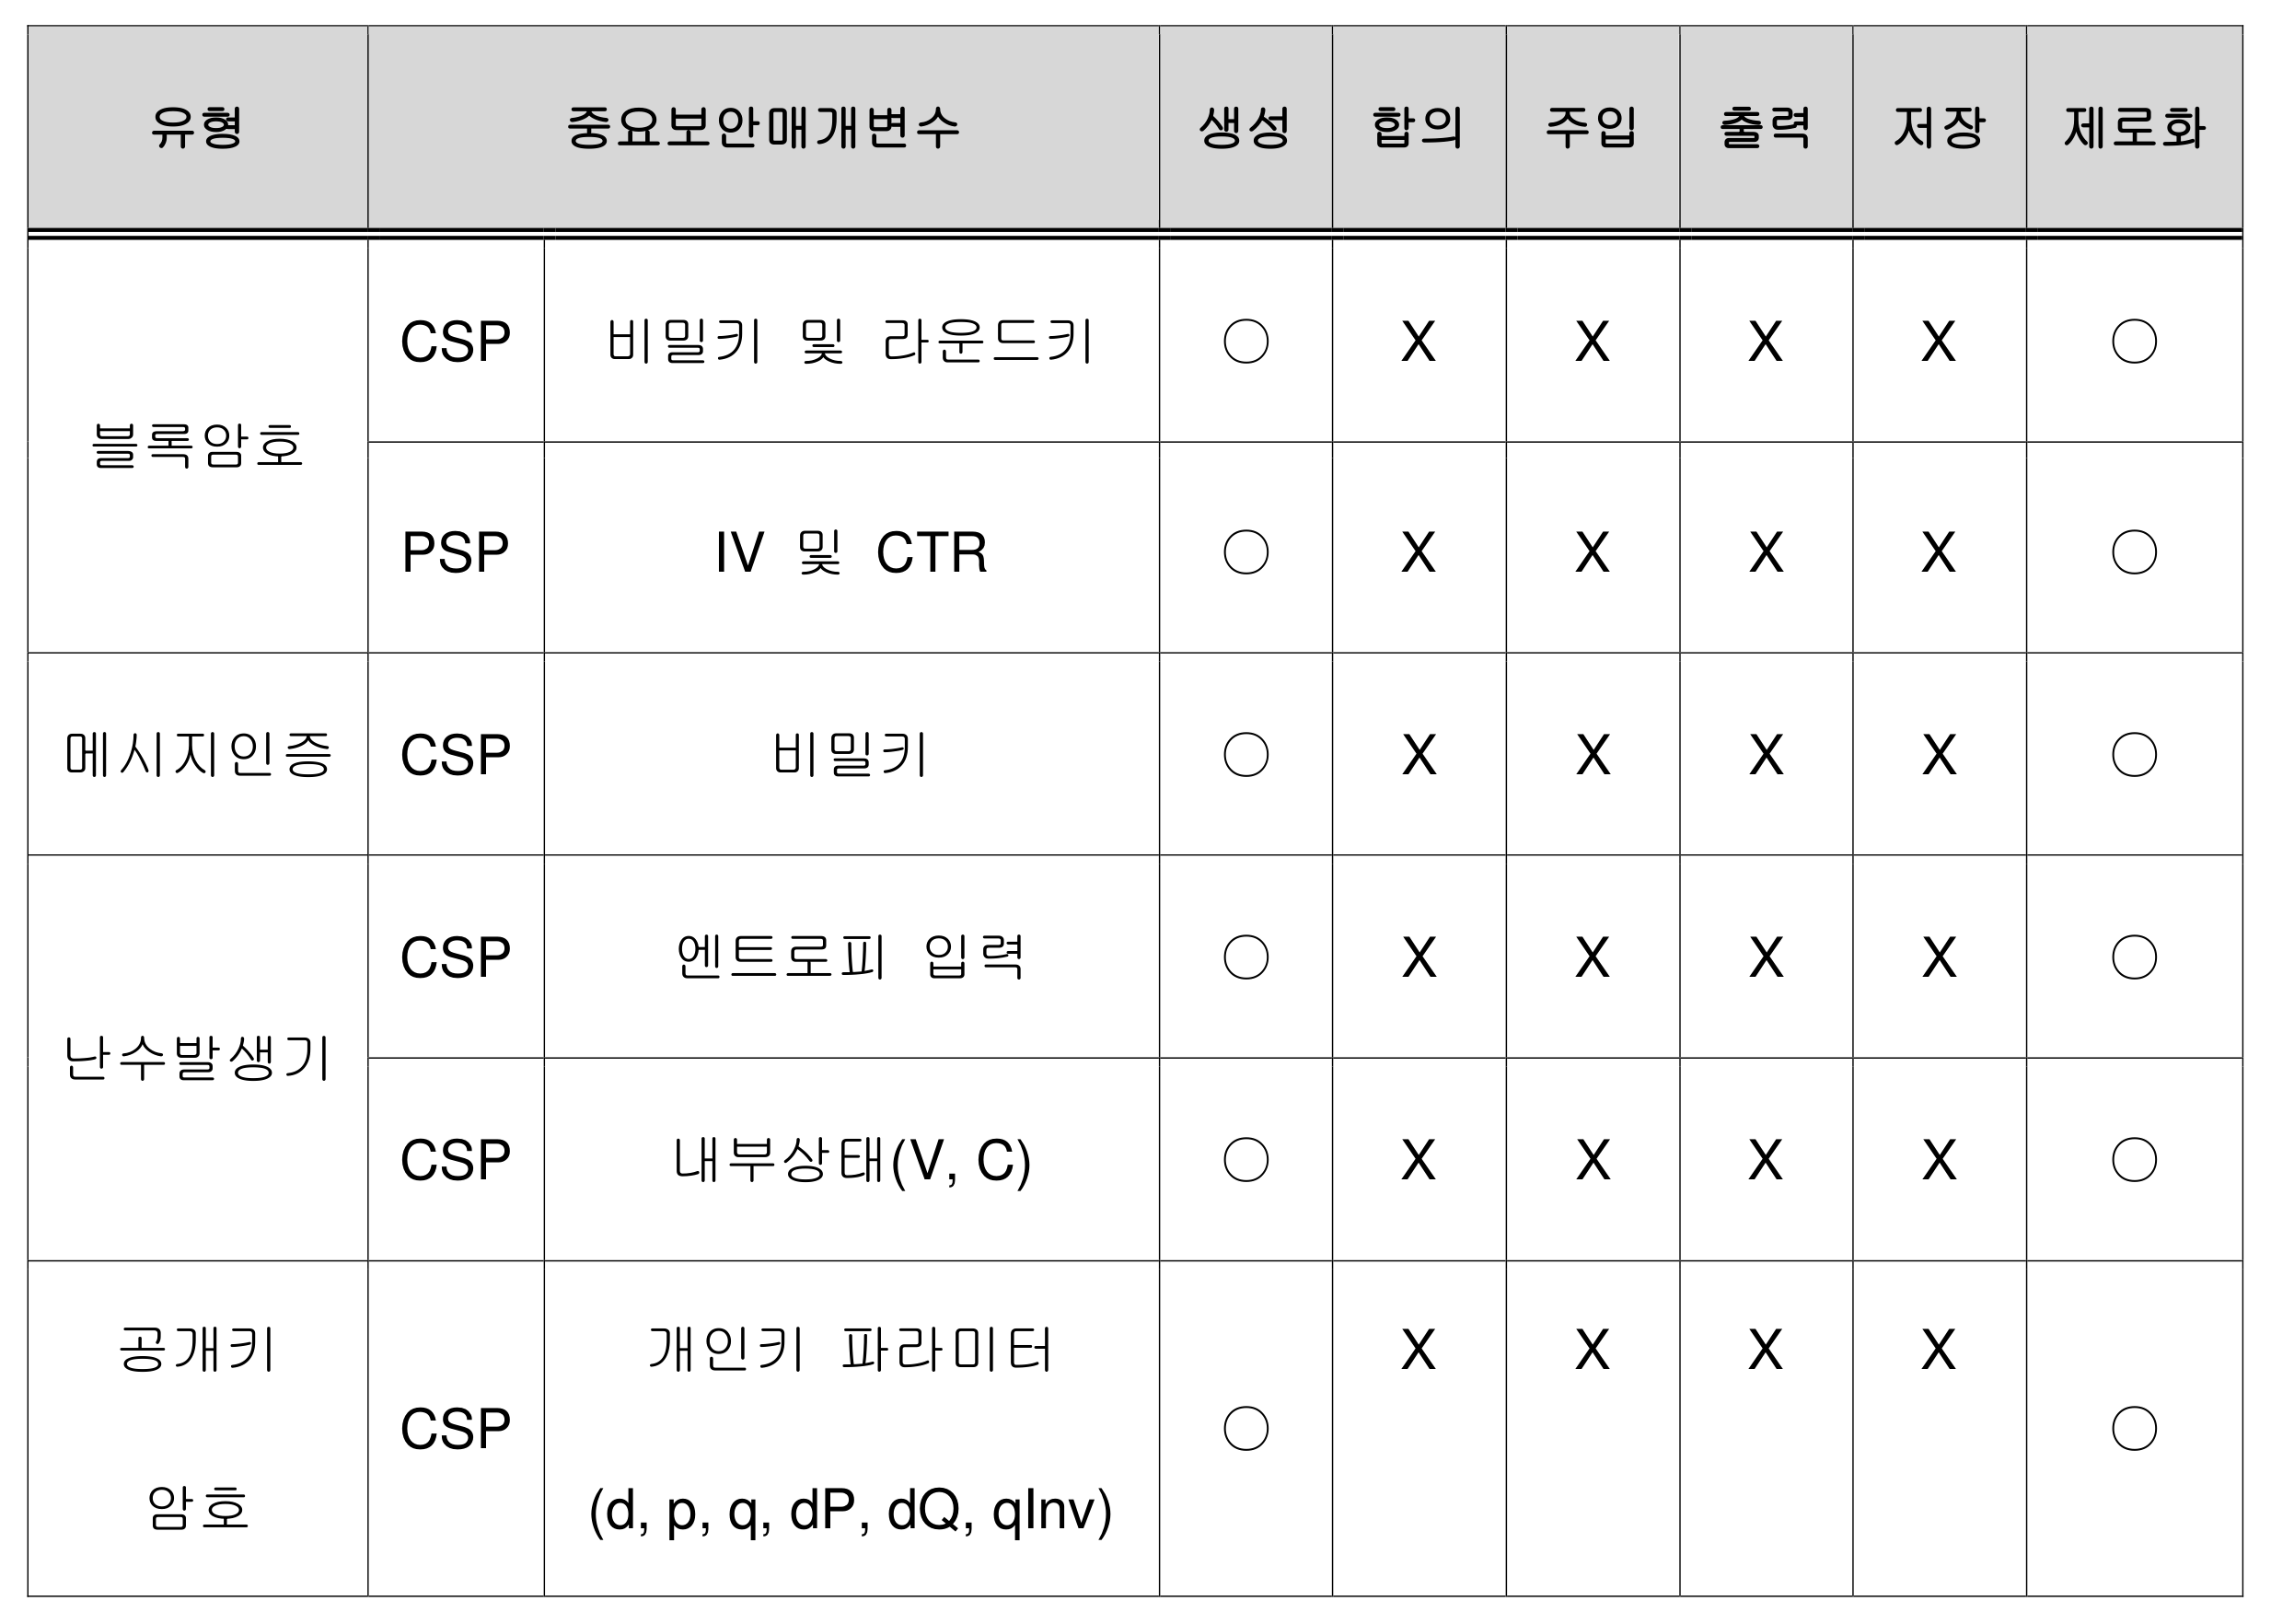 유형 중요보안매개변수 생성 합의 주입 출력 저장 제로화
블록암호 CSP 비밀키 및 라운드키 ○ X X X X ○
PSP IV 및 CTR ○ X X X X ○
메시지인증 CSP 비밀키 ○ X X X X ○
난수발생기 CSP 엔트로피 입력 ○ X X X X ○
CSP 내부상태(V, C) ○ X X X X ○
공개키 개인키 파라미터 X X X X
CSP ○ ○
암호 (d, p, q, dP, dQ, qInv)